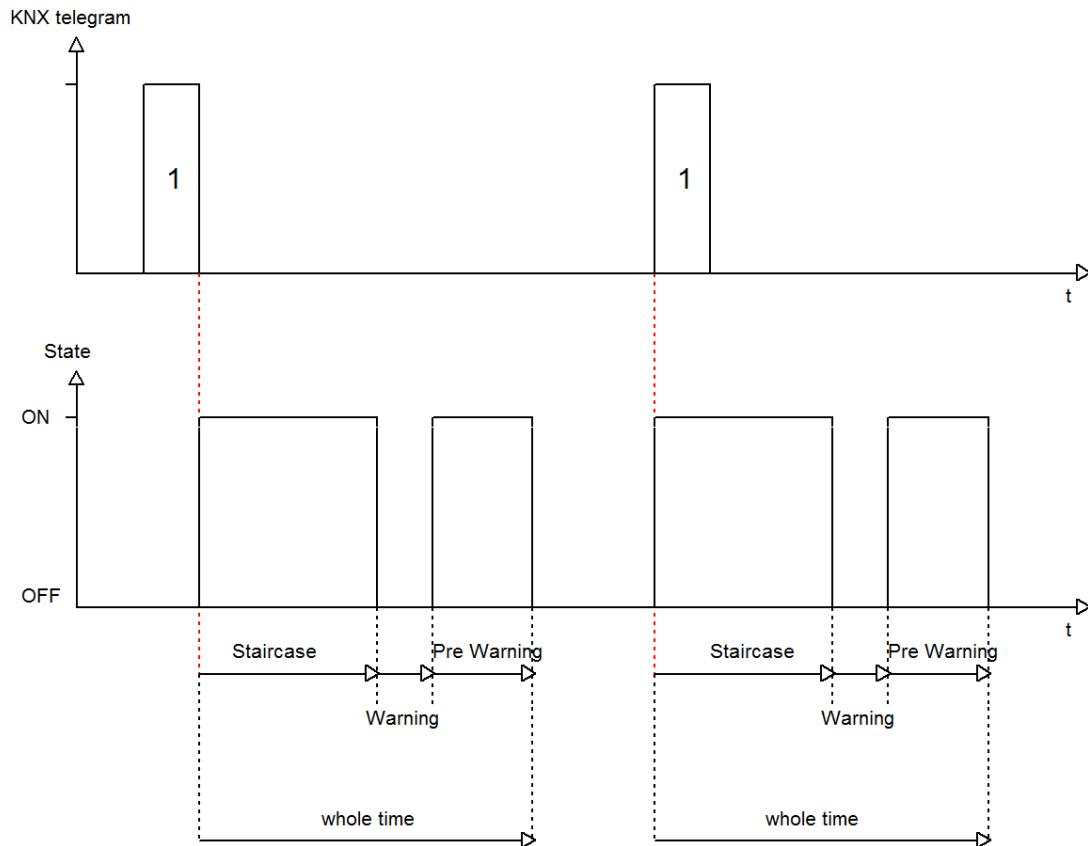 KNX telegram
1
1
t
State
ON
OFF
t
Staircase
Pre Warning
Staircase
Pre Warning
Warning
Warning
whole time
whole time